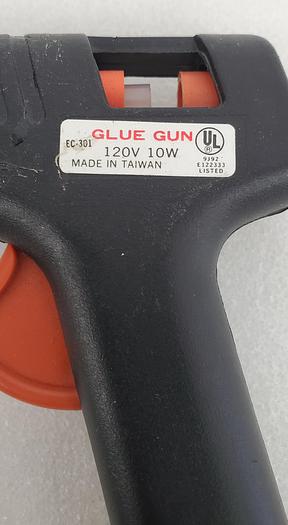 GLUE GUN
EC-301
120V 10W
MADE IN TAIWAN
UL
®
9J92
E122333
LISTED